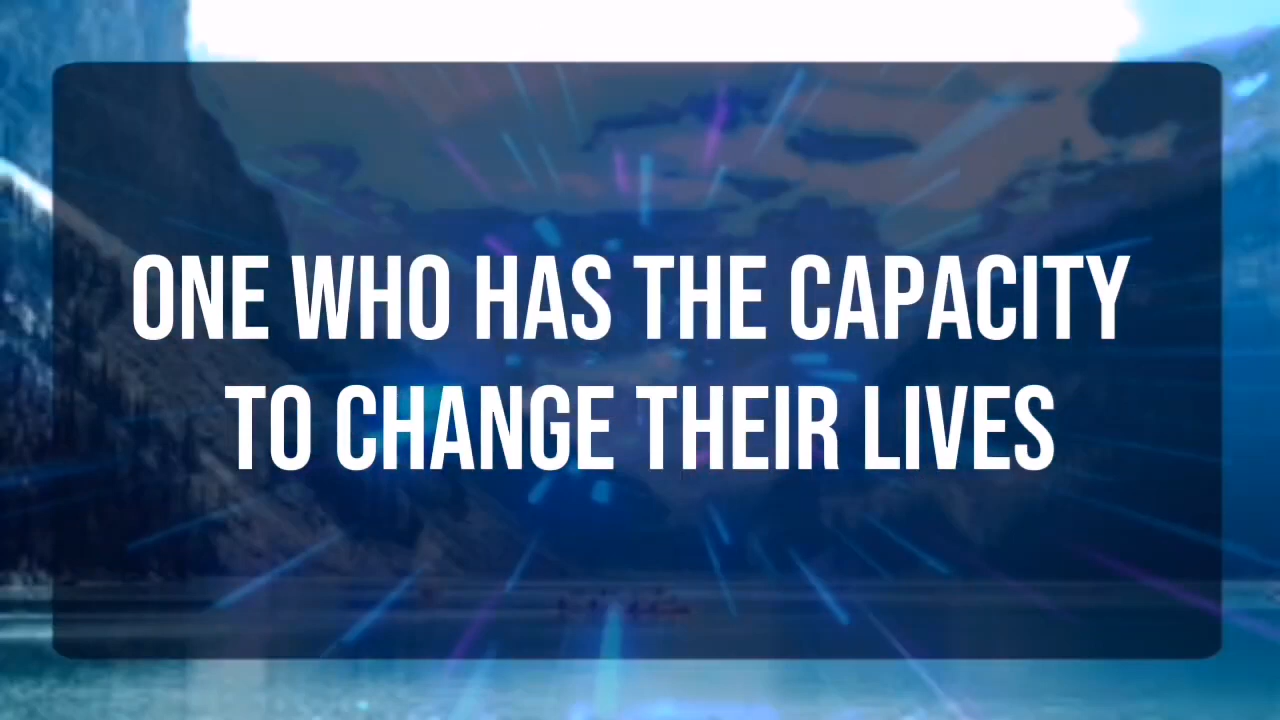 ONE WHO HAS THE CAPACITY
TO CHANGE THEIR LIVES